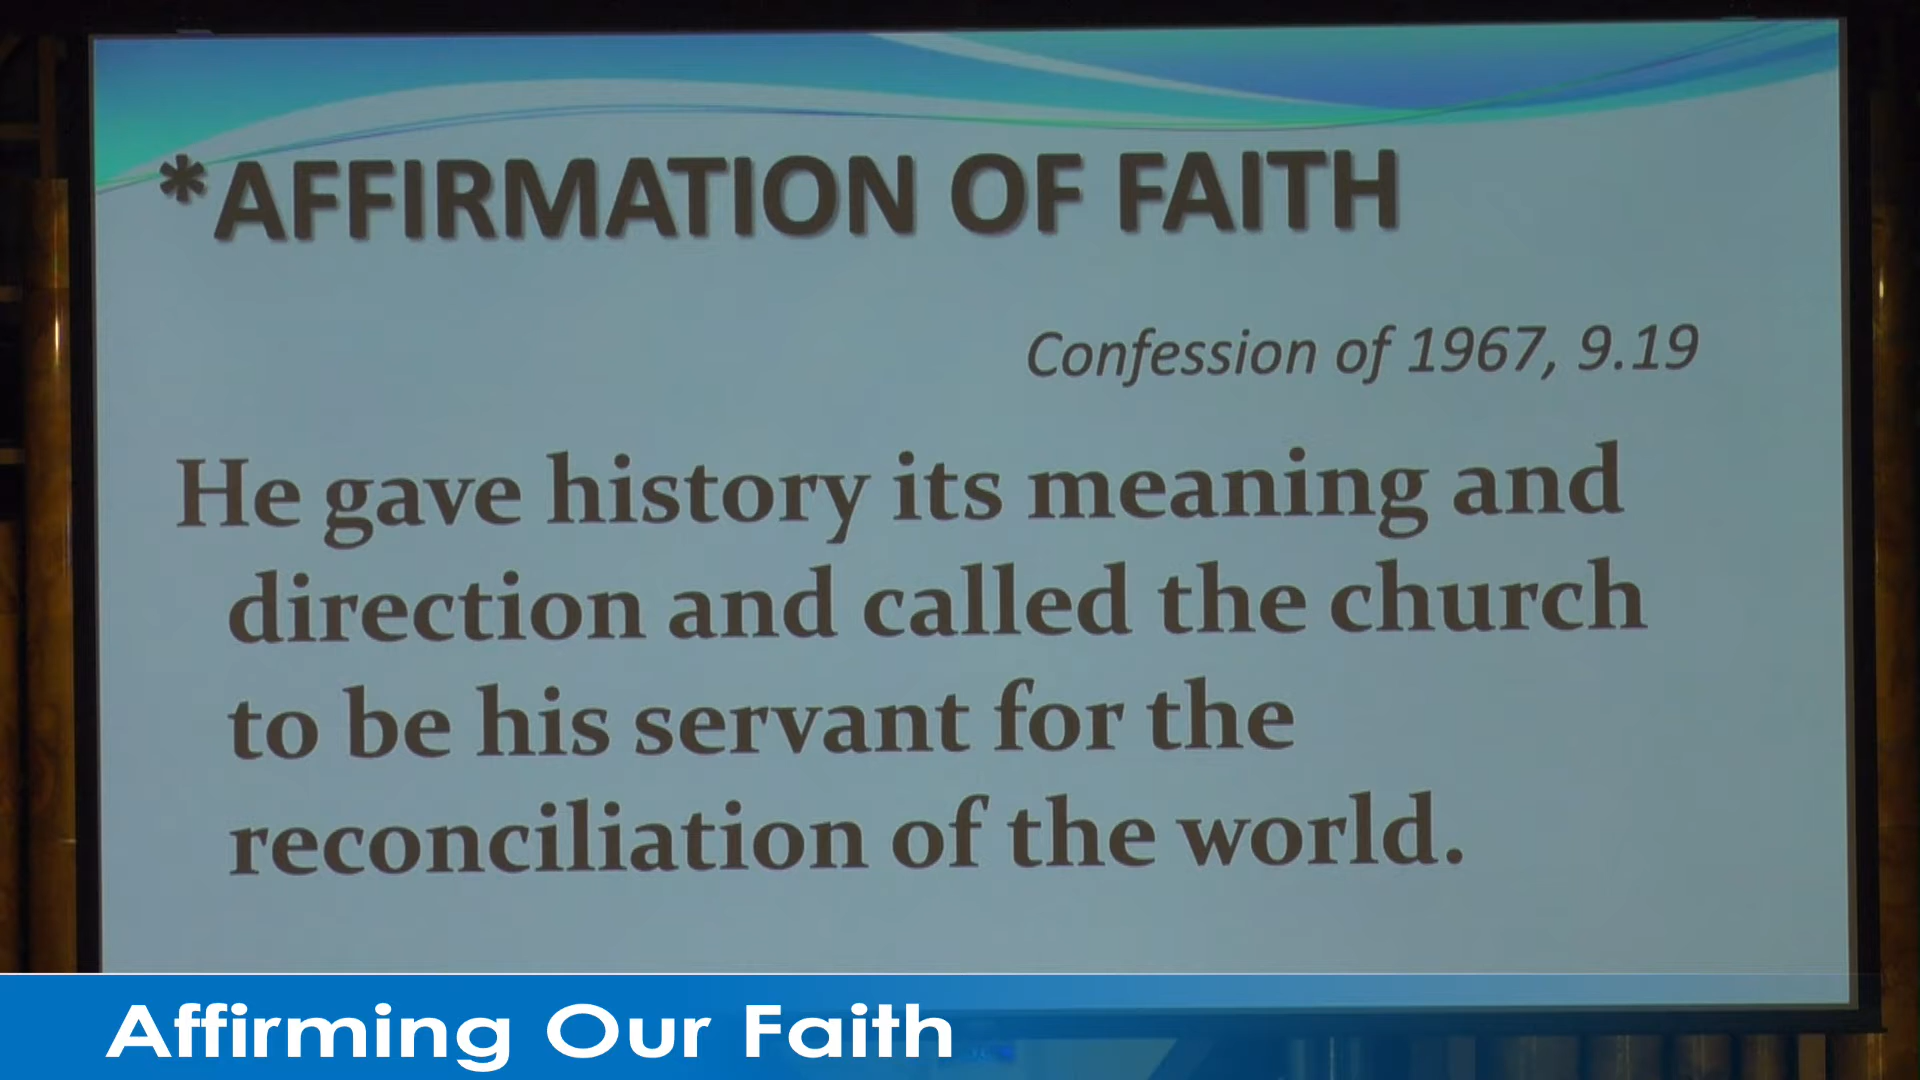 *AFFIRMATION OF FAITH
Confession of 1967, 9.19
He gave history its meaning and
direction and called the church
to be his servant for the
reconciliation of the world.
Affirming Our Faith